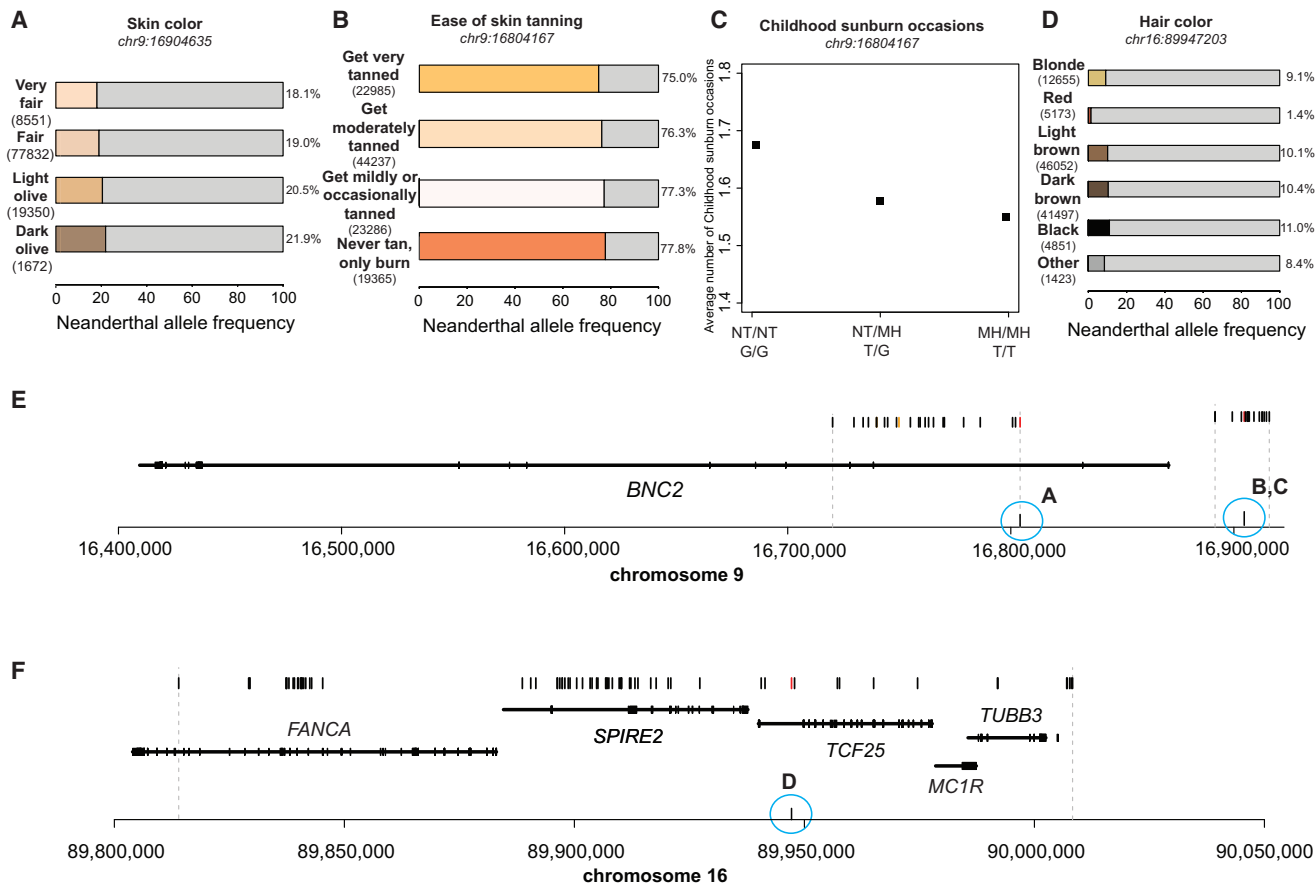 A
Skin color
chr9:16904635
Very
fair
(8551)
18.1%
Fair
(77832)
19.0%
Light
olive
(19350)
20.5%
Dark
olive
(1672)
21.9%
0 20 40 60 80 100
Neanderthal allele frequency
B
Ease of skin tanning
chr9:16804167
Get very
tanned
(22985)
75.0%
Get
moderately
tanned
(44237)
76.3%
Get mildly or
occasionally
tanned
(23286)
77.3%
Never tan,
only burn
(19365)
77.8%
0 20 40 60 80 100
Neanderthal allele frequency
C
Childhood sunburn occasions
chr9:16804167
Average number of Childhood sunburn occasions
1.8
1.7
1.6
1.5
1.4
NT/NT NT/MH MH/MH
G/G T/G T/T
D
Hair color
chr16:89947203
Blonde
(12655)
9.1%
Red
(5173)
1.4%
Light
brown
(46052)
10.1%
Dark
brown
(41497)
10.4%
Black
(4851)
11.0%
Other
(1423)
8.4%
0 20 40 60 80 100
Neanderthal allele frequency
E
BNC2
A
B,C
16,400,000 16,500,000 16,600,000 16,700,000 16,800,000 16,900,000
chromosome 9
F
FANCA
SPIRE2
TCF25
TUBB3
MC1R
D
89,800,000 89,850,000 89,900,000 89,950,000 90,000,000 90,050,000
chromosome 16